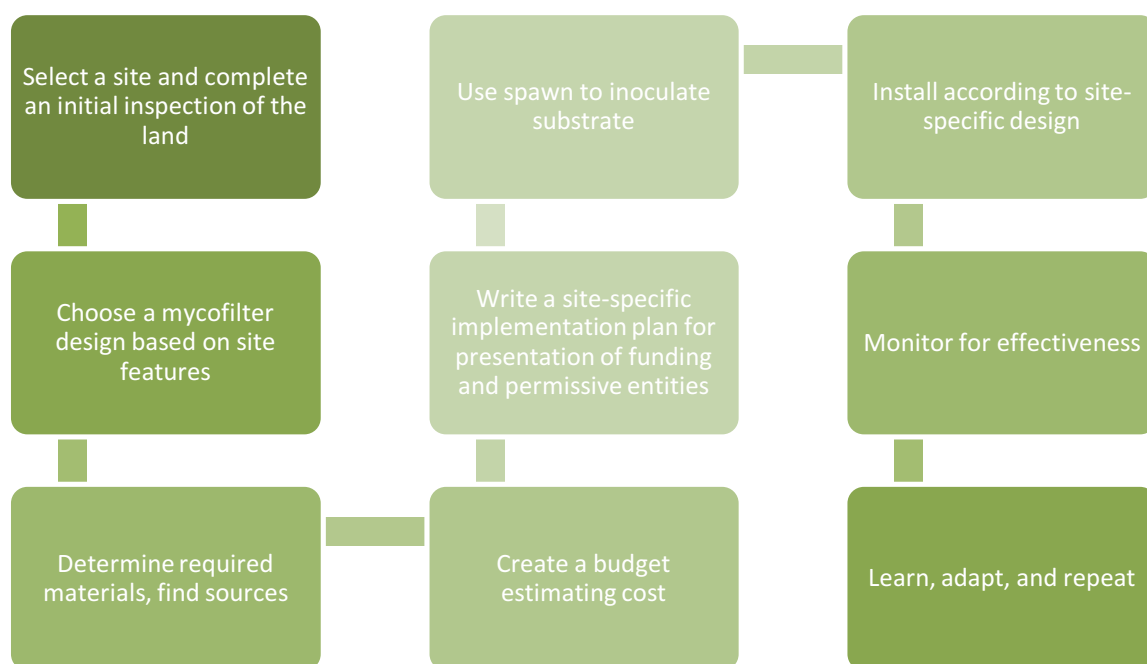 Select a site and complete
an initial inspection of the
land
Choose a mycofilter
design based on site
features
Determine required
materials, find sources
Create a budget
estimating cost
Write a site-specific
implementation plan for
presentation of funding
and permissive entities
Use spawn to inoculate
substrate
Install according to site-
specific design
Monitor for effectiveness
Learn, adapt, and repeat